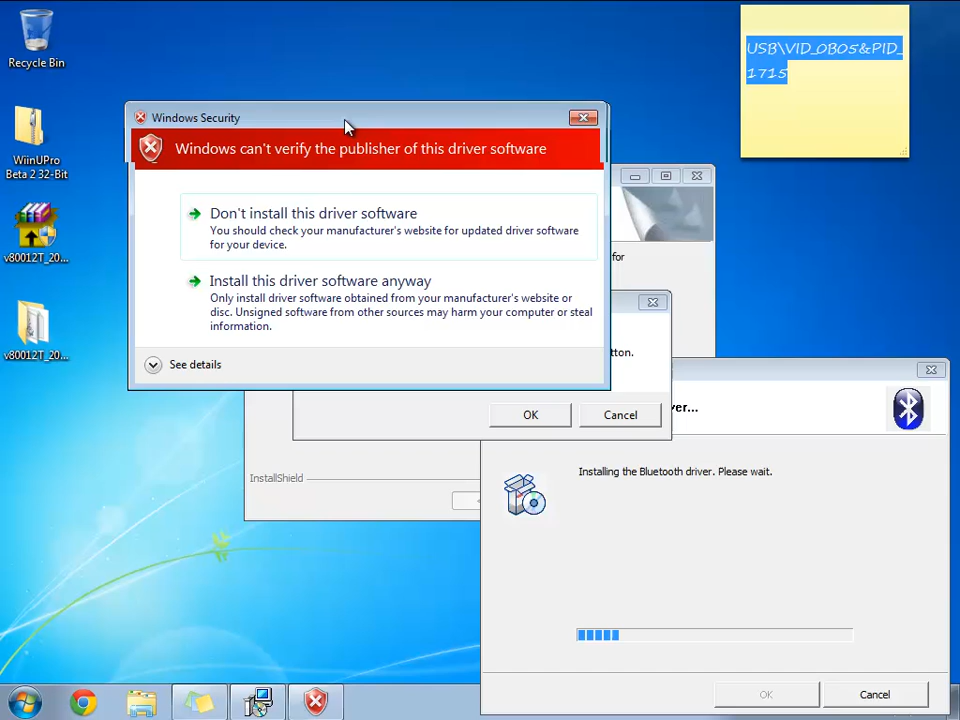 Recycle Bin
WiinUPro
Beta 2 32-Bit
v80012T_20...
v80012T_20...
USB\VID_0B05&PID_
1715
Windows Security
Windows can't verify the publisher of this driver software
Don't install this driver software
You should check your manufacturer's website for updated driver software
for your device.
Install this driver software anyway
Only install driver software obtained from your manufacturer's website or
disc. Unsigned software from other sources may harm your computer or steal
information.
See details
for
tton.
OK Cancel
InstallShield
ver...
Installing the Bluetooth driver. Please wait.
OK Cancel